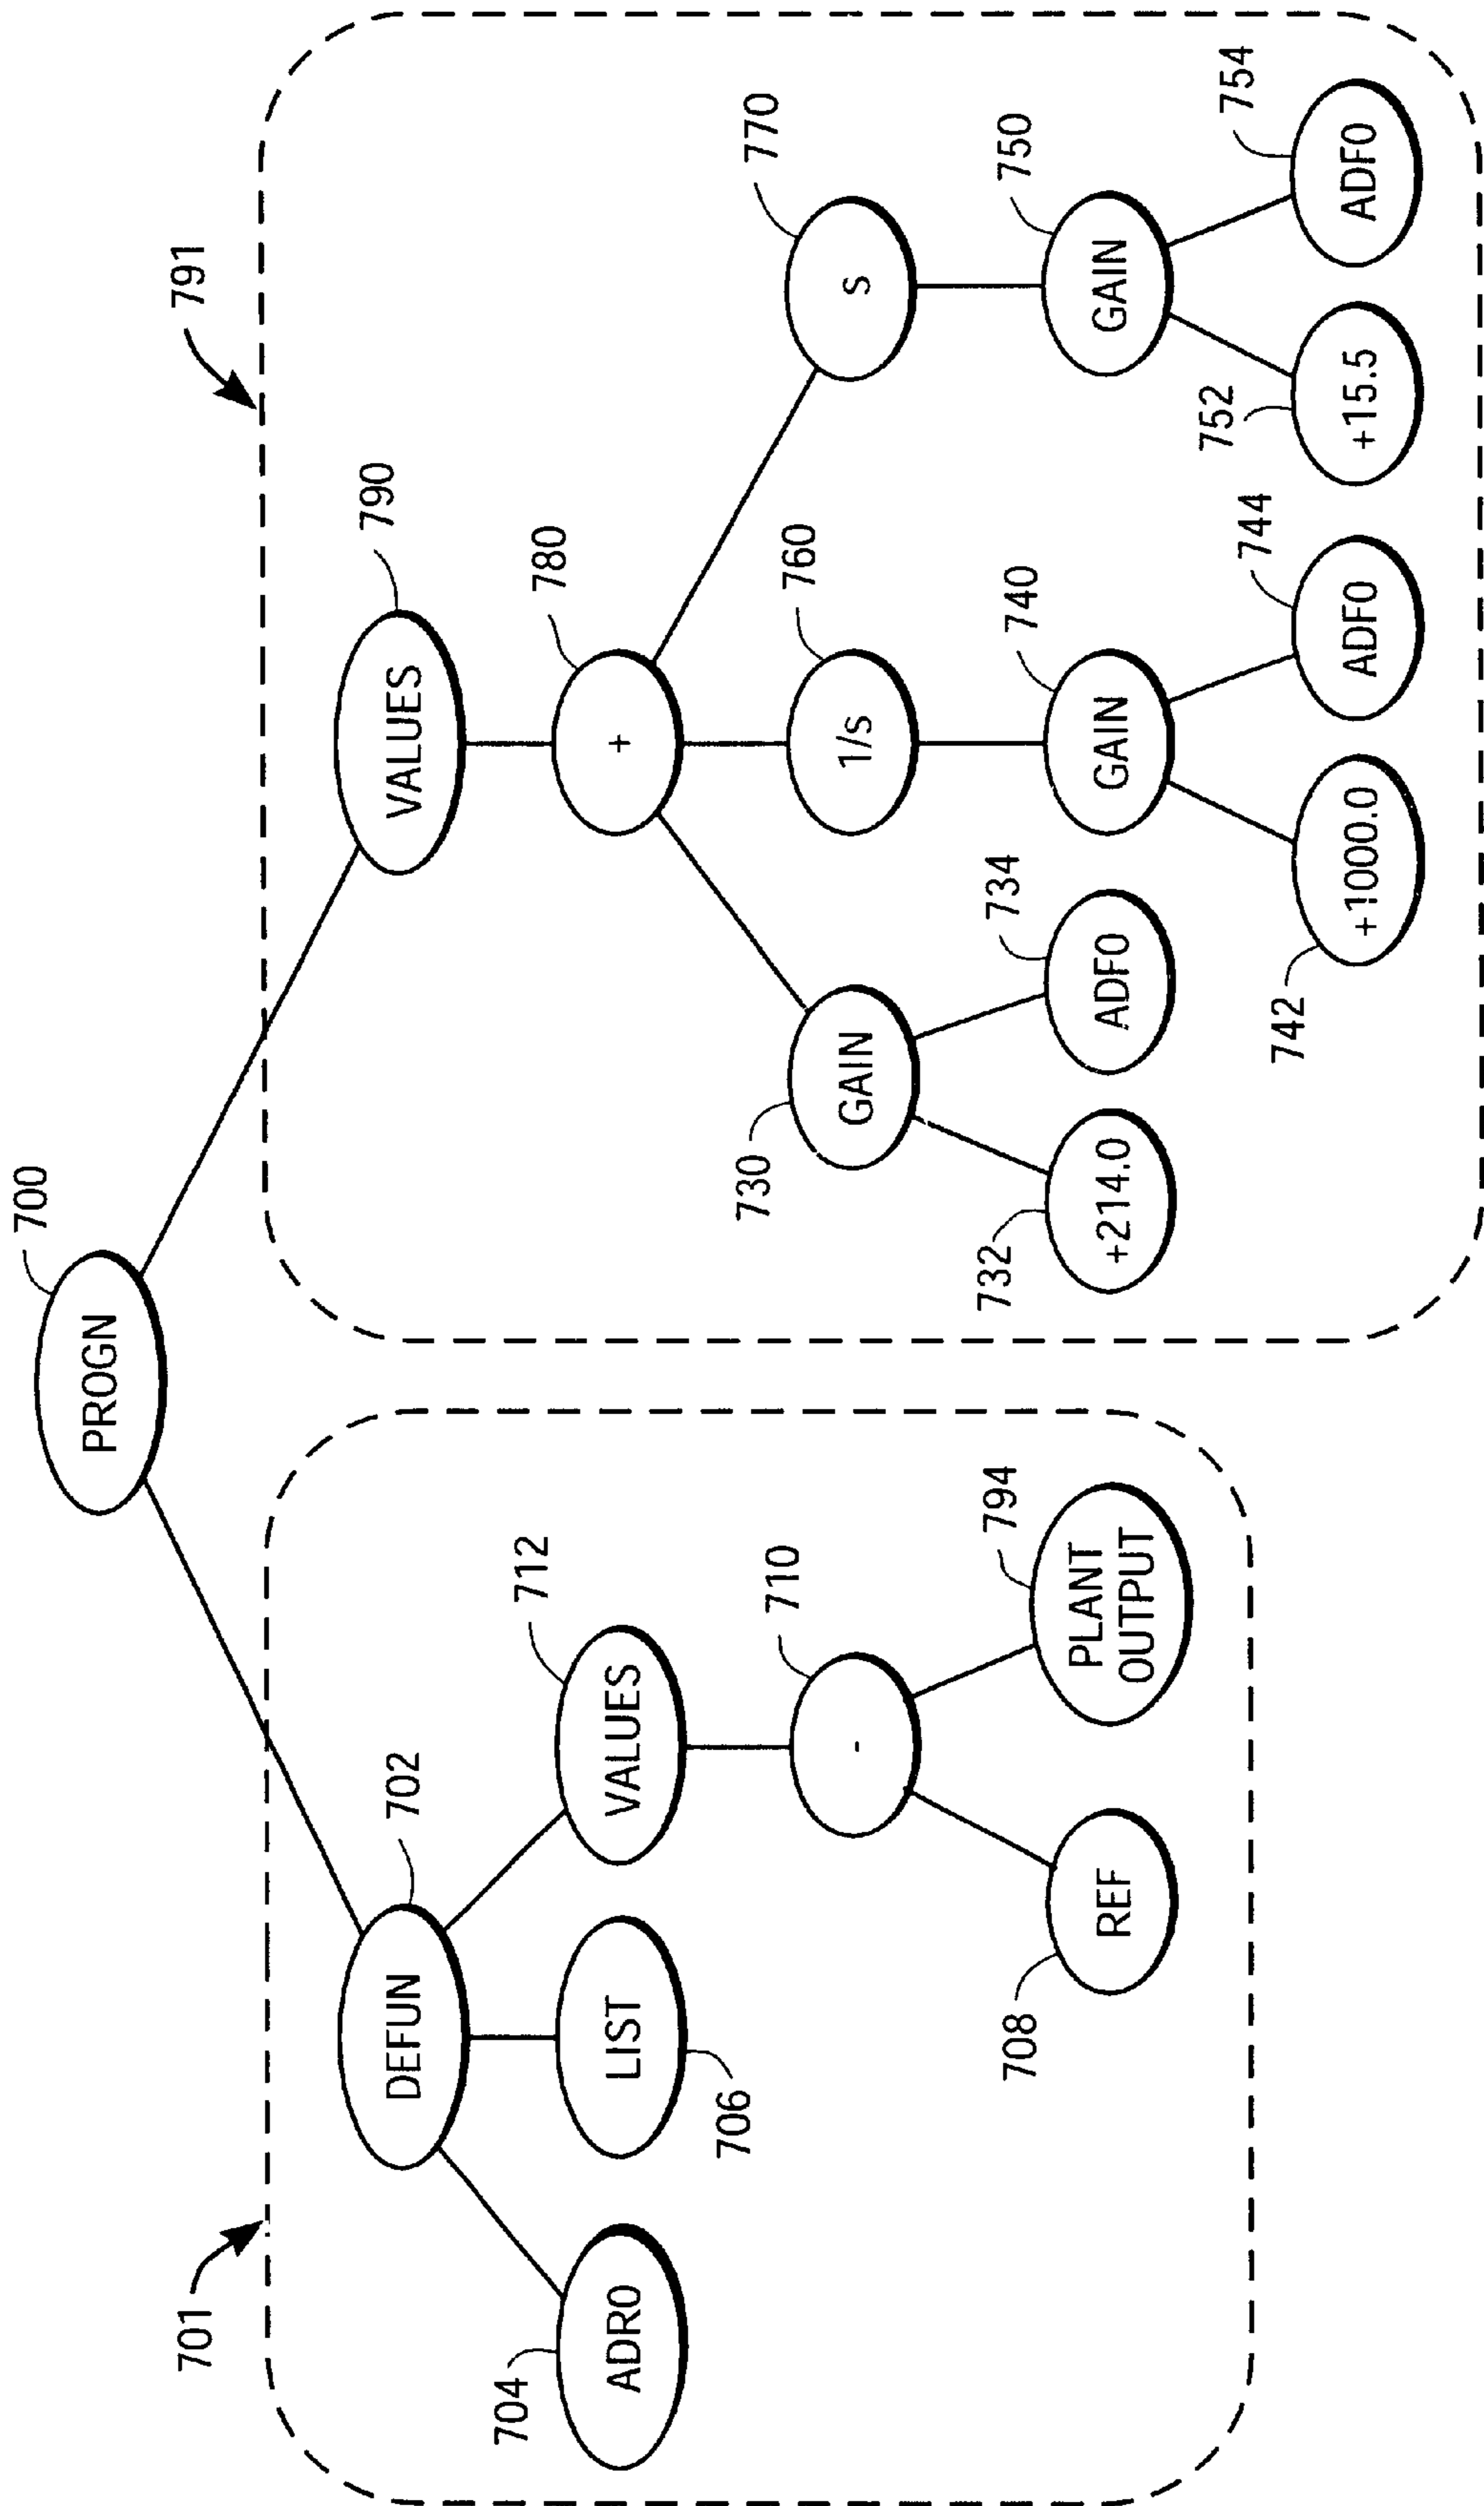 700
PROGN
701
791
702
DEFUN
790
VALUES
704
ADR0
LIST
706
712
VALUES
780
+
710
-
730
GAIN
760
1/s
770
s
708
REF
794
PLANT
OUTPUT
732
+214.0
734
ADF0
740
GAIN
750
GAIN
742
+1000.0
744
ADF0
752
+15.5
754
ADF0